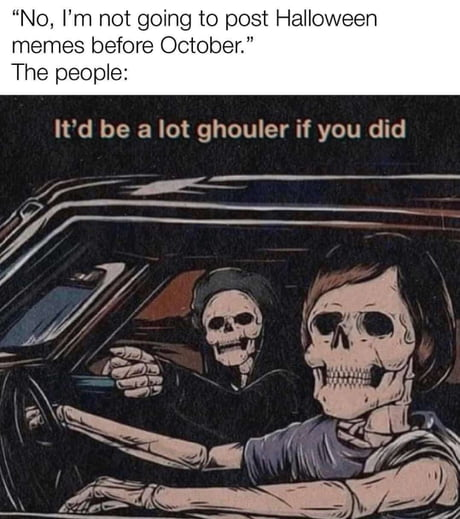 “No, I’m not going to post Halloween
memes before October.”
The people:
It’d be a lot ghouler if you did